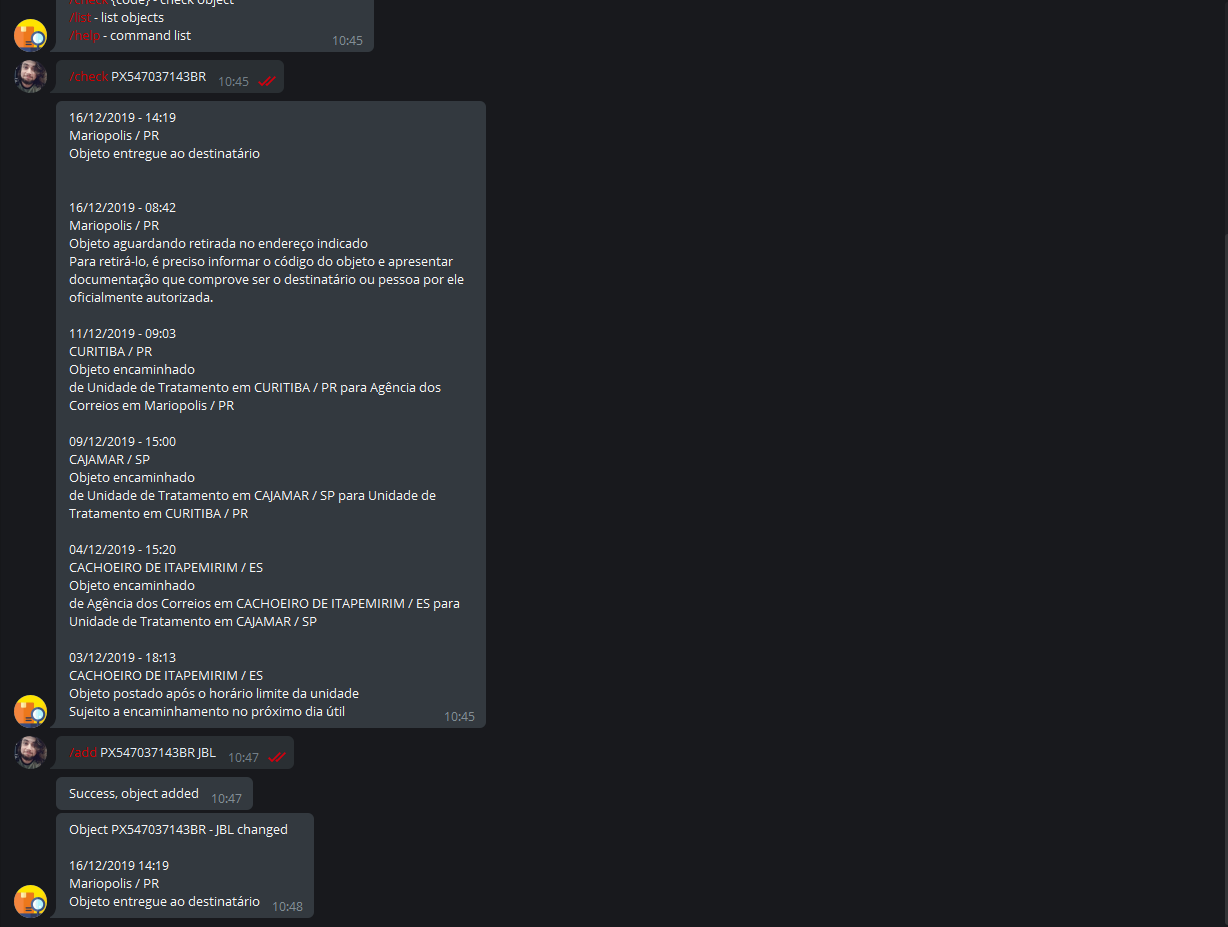 /check {code} - check object
/list - list objects
/help - command list
10:45
/check PX547037143BR
10:45
16/12/2019 - 14:19
Mariopolis / PR
Objeto entregue ao destinatário
16/12/2019 - 08:42
Mariopolis / PR
Objeto aguardando retirada no endereço indicado
Para retirá-lo, é preciso informar o código do objeto e apresentar
documentação que comprove ser o destinatário ou pessoa por ele
oficialmente autorizada.
11/12/2019 - 09:03
CURITIBA / PR
Objeto encaminhado
de Unidade de Tratamento em CURITIBA / PR para Agência dos
Correios em Mariopolis / PR
09/12/2019 - 15:00
CAJAMAR / SP
Objeto encaminhado
de Unidade de Tratamento em CAJAMAR / SP para Unidade de
Tratamento em CURITIBA / PR
04/12/2019 - 15:20
CACHOEIRO DE ITAPEMIRIM / ES
Objeto encaminhado
de Agência dos Correios em CACHOEIRO DE ITAPEMIRIM / ES para
Unidade de Tratamento em CAJAMAR / SP
03/12/2019 - 18:13
CACHOEIRO DE ITAPEMIRIM / ES
Objeto postado após o horário limite da unidade
Sujeito a encaminhamento no próximo dia útil
10:45
/add PX547037143BR JBL
10:47
Success, object added
10:47
Object PX547037143BR - JBL changed
16/12/2019 14:19
Mariopolis / PR
Objeto entregue ao destinatário
10:48